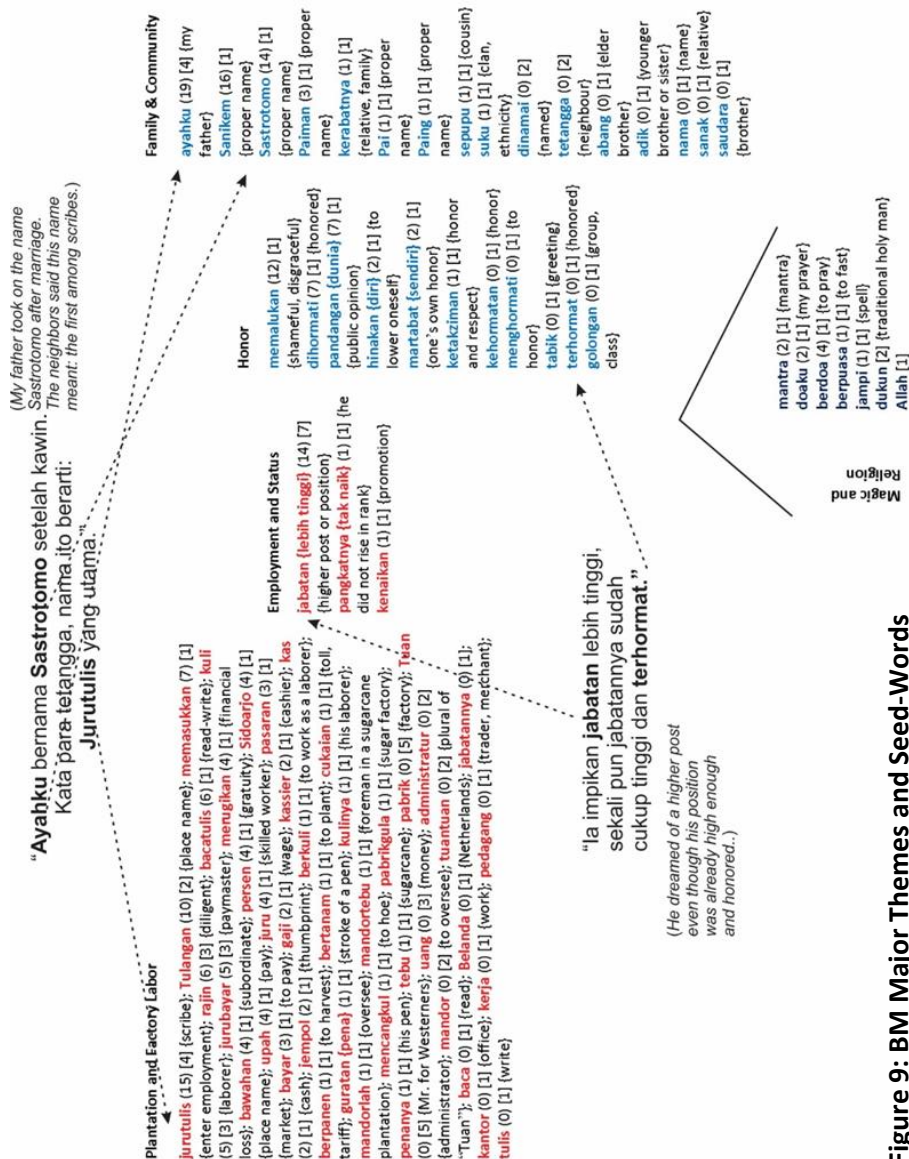 "Ayahku bernama Sastrotomo setelah kawin.
Kata para tetangga, nama ito berarti:
Jurutulis yang utama."
(My father took on the name
Sastrotomo after marriage.
The neighbors said this name
meant: the first among scribes.)
Plantation and Factory Labor
jurutulis (15) [4] {scribe}; Tulangan (10) [2] {place name}; memasukkan (7) [1]
{enter employment}; rajin (6) [3] {diligent}; bacatulis (6) [1] {read-write}; kuli
(5) [3] {laborer}; jurubayar (5) [3] {paymaster}; merugikan (4) [1] {financial
loss}; bawahan (4) [1] {subordinate}; persen (4) [1] {gratuity}; Sidoarjo (4) [1]
{place name}; upah (4) [1] {pay}; juru (4) [1] {skilled worker}; pasaran (3) [1]
{market}; bayar (3) [1] {to pay}; gaji (2) [1] {wage}; kassier (2) [1] {cashier}; kas
(2) [1] {cash}; jempol (2) [1] {thumbprint}; berkuli (1) [1] {to work as a laborer};
berpanen (1) [1] {to harvest}; bertanam (1) [1] {to plant}; cukaian (1) [1] {toll,
tariff}; guratan {pena} (1) [1] {stroke of a pen}; kulinya (1) [1] {his laborer};
mandorlah (1) [1] {oversee}; mandortebu (1) [1] {foreman in a sugarcane
plantation}; mencangkul (1) [1] {to hoe}; pabrikgula (1) [1] {sugar factory};
penanya (1) [1] {his pen}; tebu (1) [1] {sugarcane}; pabrik (0) [5] {factory}; Tuan
(0) [5] {Mr. for Westerners}; uang (0) [3] {money}; administratur (0) [2]
{administrator}; mandor (0) [2] {to oversee}; tuantuan (0) [2] {plural of
"Tuan"}; baca (0) [1] {read}; Belanda (0) [1] {Netherlands}; jabatannya (0) [1];
kantor (0) [1] {office}; kerja (0) [1] {work}; pedagang (0) [1] {trader, merchant};
tulis (0) [1] {write}
Employment and Status
jabatan {lebih tinggi} (14) [7]
{higher post or position}
pangkatnya {tak naik} (1) [1] {he
did not rise in rank}
kenaikan (1) [1] {promotion}
Honor
memalukan (12) [1]
{shameful, disgraceful}
dihormati (7) [1] {honored}
pandangan {dunia} (7) [1]
{public opinion}
hinakan {diri} (2) [1] {to
lower oneself}
martabat {sendiri} (2) [1]
{one`s own honor}
ketakziman (1) [1] {honor
and respect}
kehormatan (0) [1] {honor}
menghormati (0) [1] {to
honor}
tabik (0) [1] {greeting}
terhormat (0) [1] {honored}
golongan (0) [1] {group,
class}
Family & Community
ayahku (19) [4] {my
father}
Sanikem (16) [1]
{proper name}
Sastrotomo (14) [1]
{proper name}
Paiman (3) [1] {proper
name}
kerabatnya (1) [1]
{relative, family}
Pai (1) [1] {proper
name}
Paing (1) [1] {proper
name}
sepupu (1) [1] {cousin}
suku (1) [1] {clan,
ethnicity}
dinamai (0) [2]
{named}
tetangga (0) [2]
{neighbour}
abang (0) [1] {elder
brother}
adik (0) [1] {younger
brother or sister}
nama (0) [1] {name}
sanak (0) [1] {relative}
saudara (0) [1]
{brother}
"Ia impikan jabatan lebih tinggi,
sekali pun jabatannya sudah
cukup tinggi dan terhormat."
(He dreamed of a higher post
even though his position
was already high enough
and honored..)
Magic and
Religion
mantra (2) [1] {mantra}
doaku (2) [1] {my prayer}
berdoa (4) [1] {to pray}
berpuasa (1) [1] {to fast}
jampi (1) [1] {spell}
dukun [2] {traditional holy man}
Allah [1]
Figure 9: BM Major Themes and Seed-Words